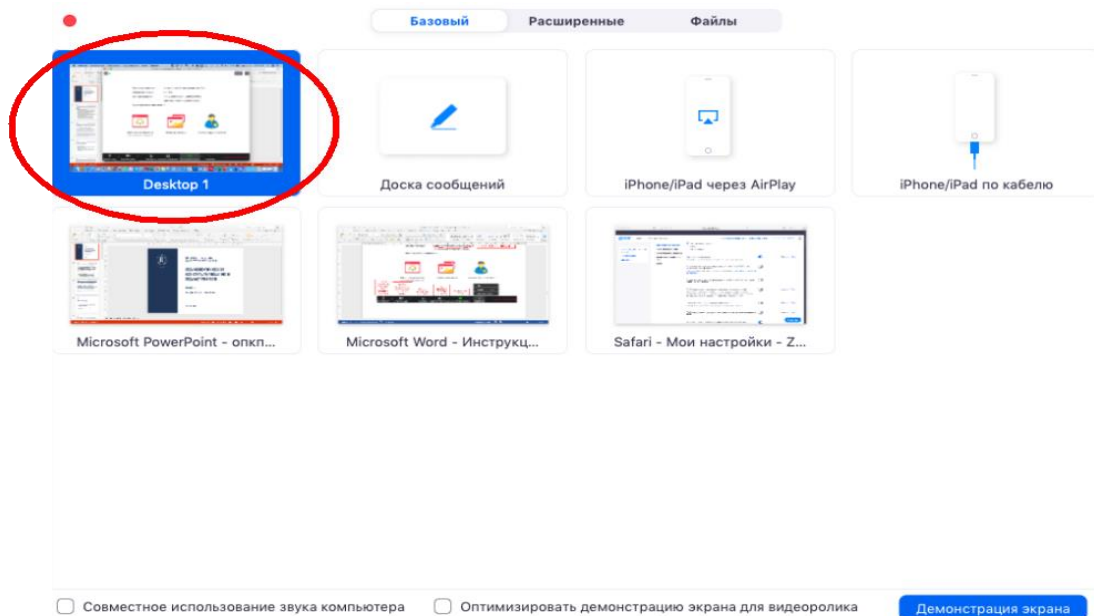 Базовый Расширенные Файлы
Desktop 1 Доска сообщений iPhone/iPad через AirPlay iPhone/iPad по кабелю
Microsoft PowerPoint - опкп... Microsoft Word - Инструкц... Safari - Мои настройки - Z...
Совместное использование звука компьютера Оптимизировать демонстрацию экрана для видеоролика Демонстрация экрана